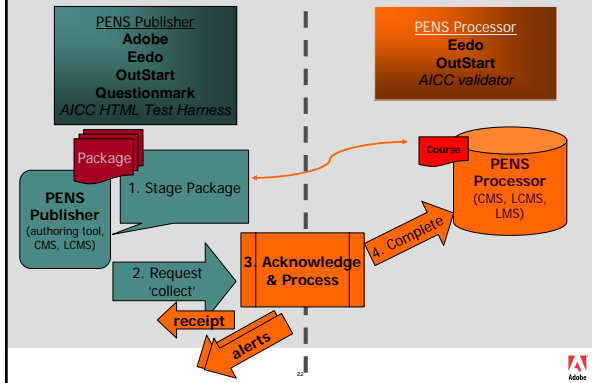 PENS Publisher
Adobe
Eedo
OutStart
Questionmark
AICC HTML Test Harness
PENS Processor
Eedo
OutStart
AICC validator
Package
1. Stage Package
PENS
Publisher
(authoring tool,
CMS, LCMS)
Course
PENS
Processor
(CMS, LCMS,
LMS)
2. Request
‘collect’
3. Acknowledge
& Process
4. Complete
receipt
alerts
22
Adobe